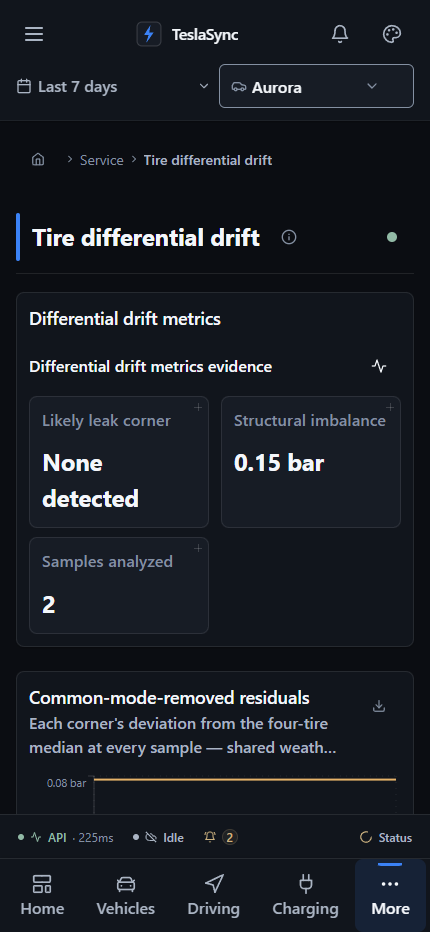 TeslaSync
Last 7 days
Aurora
Service
Tire differential drift
Tire differential drift
Differential drift metrics
Differential drift metrics evidence
Likely leak corner
None
detected
Structural imbalance
0.15 bar
Samples analyzed
2
Common-mode-removed residuals
Each corner's deviation from the four-tire
median at every sample — shared weath...
0.08 bar
API · 225ms
Idle
2
Status
Home
Vehicles
Driving
Charging
More